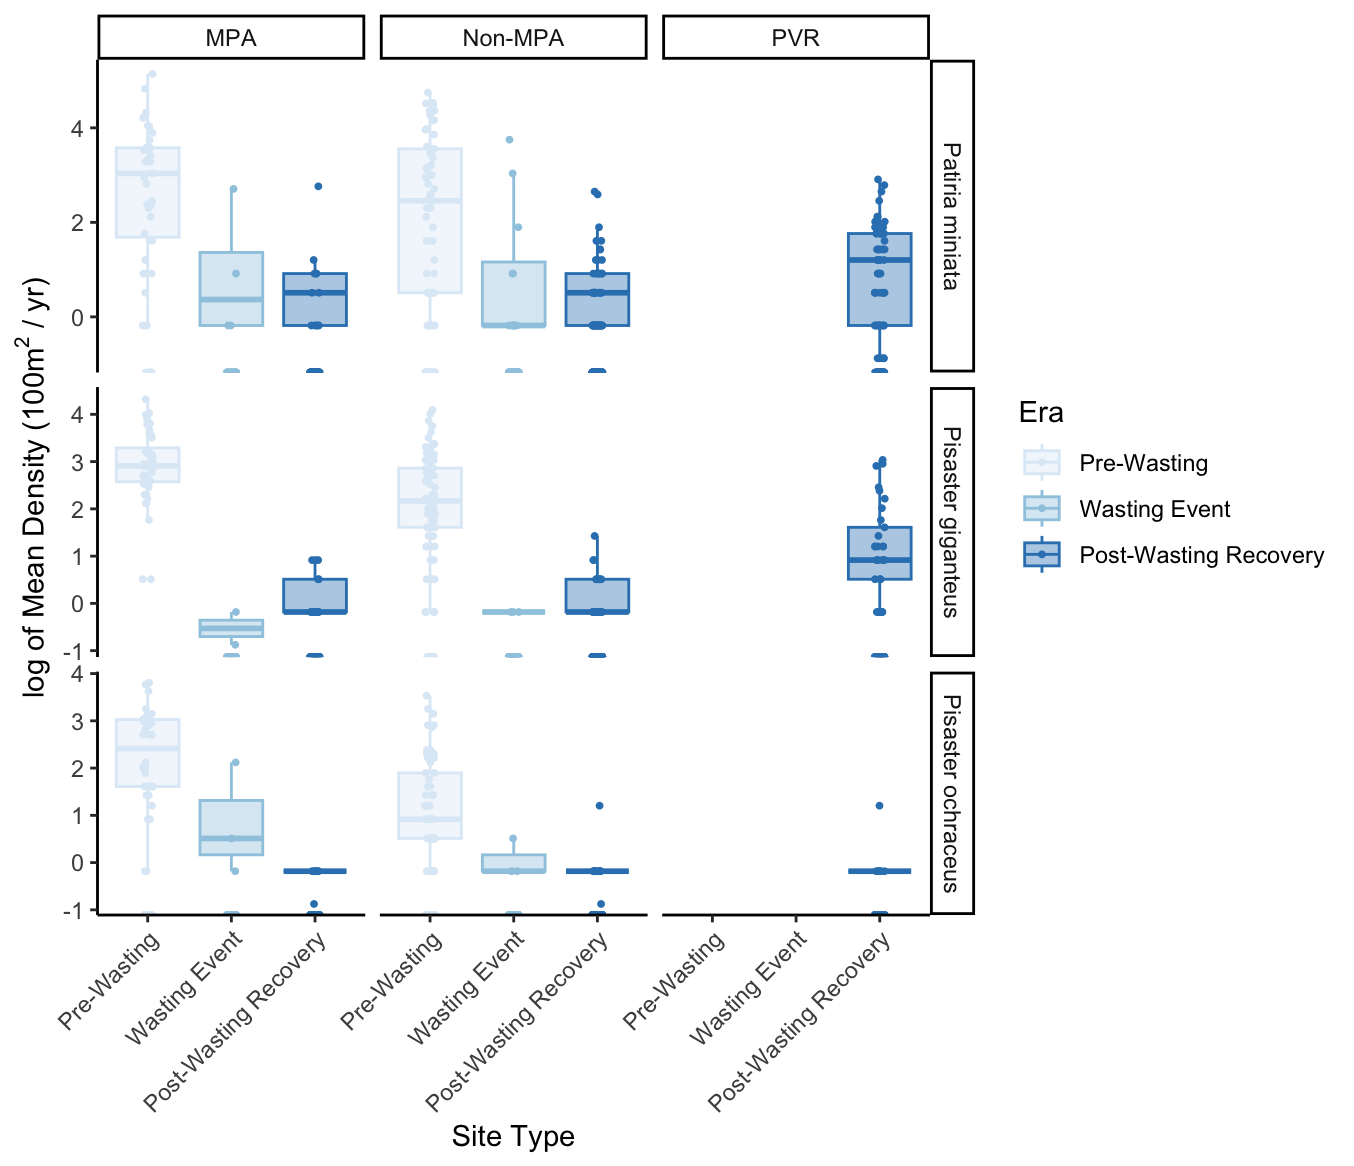 MPA
Non-MPA
PVR
log of Mean Density (100m² / yr)
4
2
0
Patiria miniata
4
3
2
1
0
-1
Pisaster giganteus
4
3
2
1
0
-1
Pisaster ochraceus
Pre-Wasting
Wasting Event
Post-Wasting Recovery
Pre-Wasting
Wasting Event
Post-Wasting Recovery
Pre-Wasting
Wasting Event
Post-Wasting Recovery
Site Type
Era
Pre-Wasting
Wasting Event
Post-Wasting Recovery